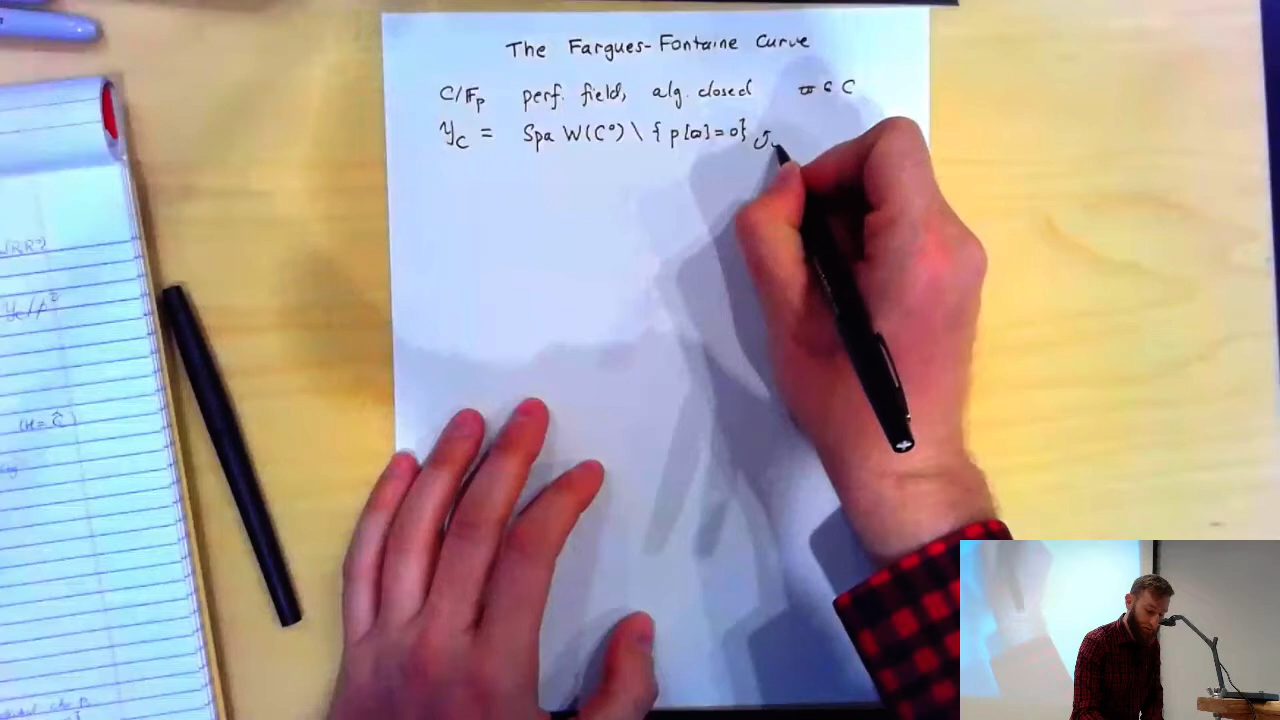 The Fargues-Fontaine Curve
C/𝔽_p perf. field, alg. closed ϖ ∈ C
𝒴_C = Spa W(C°) \ { p[ϖ] = 0}
(H = Ĉ)